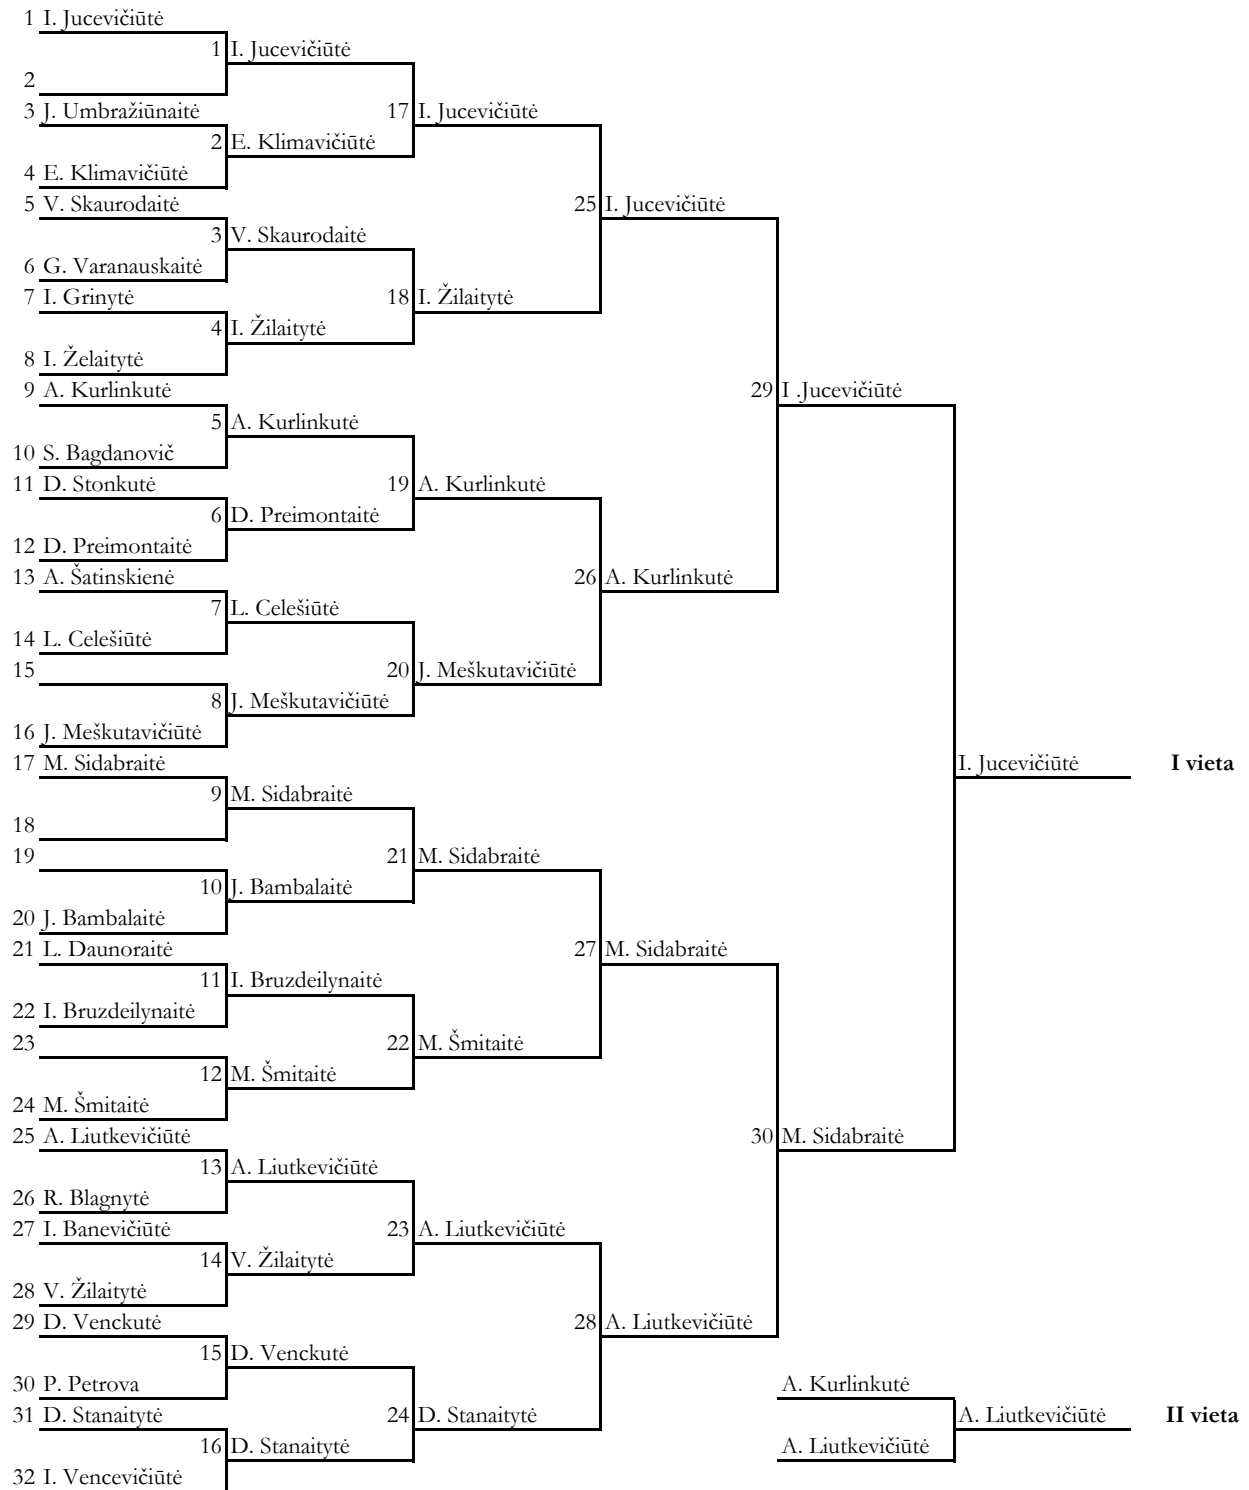 1 I. Jucevičiūtė
1 I. Jucevičiūtė
2
3 J. Umbražiūnaitė 17 I. Jucevičiūtė
2 E. Klimavičiūtė
4 E. Klimavičiūtė
5 V. Skaurodaitė 25 I. Jucevičiūtė
3 V. Skaurodaitė
6 G. Varanauskaitė
7 I. Grinytė 18 I. Žilaitytė
4 I. Žilaitytė
8 I. Želaitytė
9 A. Kurlinkutė 29 I .Jucevičiūtė
5 A. Kurlinkutė
10 S. Bagdanovič
11 D. Stonkutė 19 A. Kurlinkutė
6 D. Preimontaitė
12 D. Preimontaitė
13 A. Šatinskienė 26 A. Kurlinkutė
7 L. Celešiūtė
14 L. Celešiūtė
15 20 J. Meškutavičiūtė
8 J. Meškutavičiūtė
16 J. Meškutavičiūtė
17 M. Sidabraitė I. Jucevičiūtė I vieta
9 M. Sidabraitė
18
19 21 M. Sidabraitė
10 J. Bambalaitė
20 J. Bambalaitė
21 L. Daunoraitė 27 M. Sidabraitė
11 I. Bruzdeilynaitė
22 I. Bruzdeilynaitė
23 22 M. Šmitaitė
12 M. Šmitaitė
24 M. Šmitaitė
25 A. Liutkevičiūtė 30 M. Sidabraitė
13 A. Liutkevičiūtė
26 R. Blagnytė
27 I. Banevičiūtė 23 A. Liutkevičiūtė
14 V. Žilaitytė
28 V. Žilaitytė
29 D. Venckutė 28 A. Liutkevičiūtė
15 D. Venckutė
30 P. Petrova A. Kurlinkutė
31 D. Stanaitytė 24 D. Stanaitytė A. Liutkevičiūtė II vieta
16 D. Stanaitytė A. Liutkevičiūtė
32 I. Vencevičiūtė